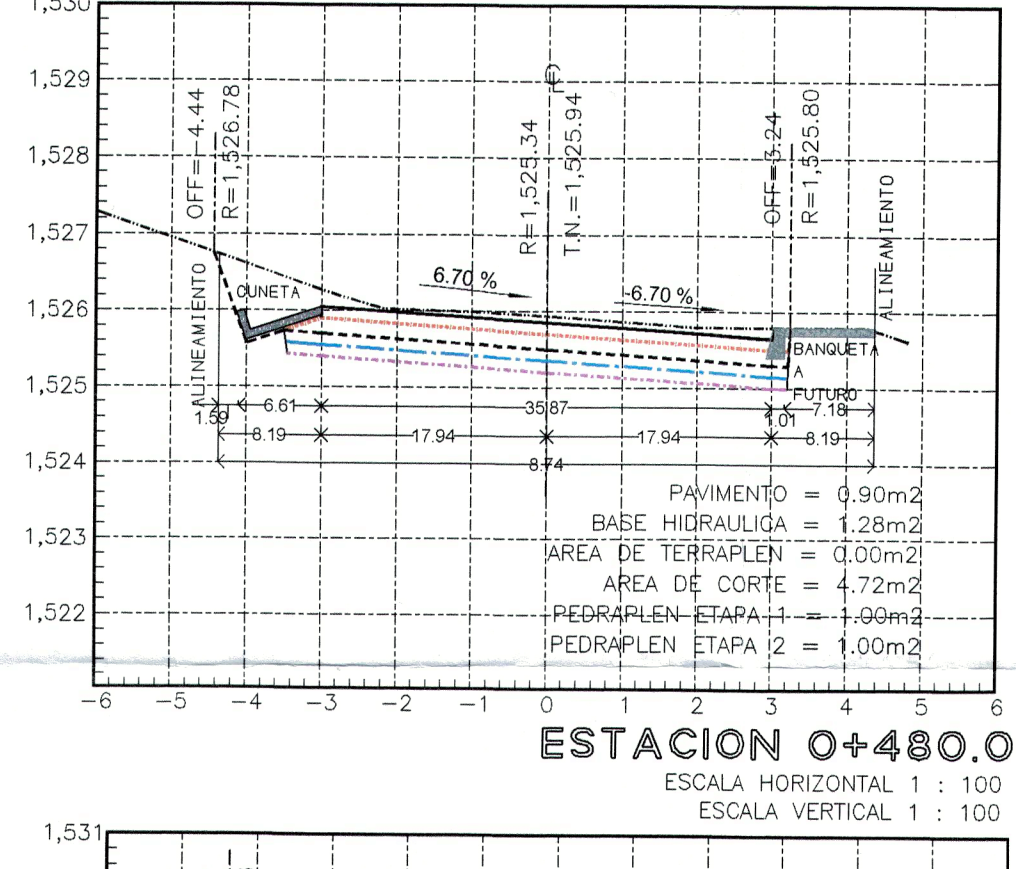 1,530
1,529
1,528
1,527
1,526
1,525
1,524
1,523
1,522
OFF=-4.44
R=1,526.78
R=1,525.34
T.N.=1,525.94
OFF=3.24
R=1,525.80
ALINEAMIENTO
ALINEAMIENTO
CUNETA
6.70 %
-6.70 %
BANQUETA
A
FUTURO
1.59
6.61
35.87
1.01
7.18
8.19
17.94
17.94
8.19
8.74
PAVIMENTO = 0.90m2
BASE HIDRAULICA = 1.28m2
AREA DE TERRAPLEN = 0.00m2
AREA DE CORTE = 4.72m2
PEDRAPLEN ETAPA 1 = 1.00m2
PEDRAPLEN ETAPA 2 = 1.00m2
-6 -5 -4 -3 -2 -1 0 1 2 3 4 5 6
ESTACION 0+480.0
ESCALA HORIZONTAL 1 : 100
ESCALA VERTICAL 1 : 100
1,531